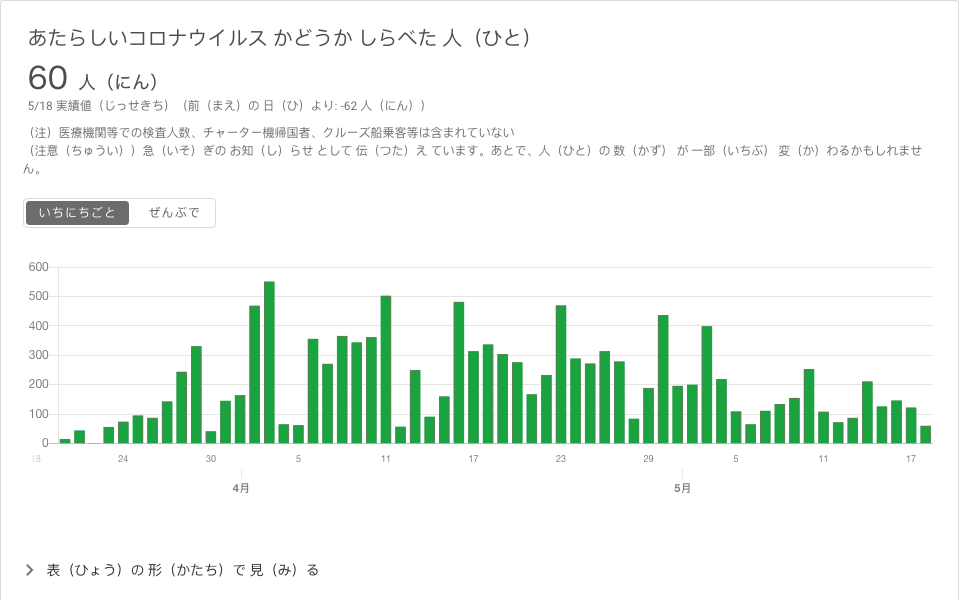 あたらしいコロナウイルス かどうか しらべた 人（ひと）
60 人（にん）
5/18 実績値（じっせきち）（前（まえ）の 日（ひ）より: -62 人（にん））
（注）医療機関等での検査人数、チャーター機帰国者、クルーズ船乗客等は含まれていない
（注意（ちゅうい））急（いそ）ぎの お知（し）らせ として 伝（つた）え ています。あとで、人（ひと）の 数（かず） が 一部（いちぶ） 変（か）わるかもしれませ
ん。
いちにちごと ぜんぶで
600
500
400
300
200
100
0
18 24 30 5 11 17 23 29 5 11 17
4月 5月
表（ひょう）の 形（かたち）で 見（み）る